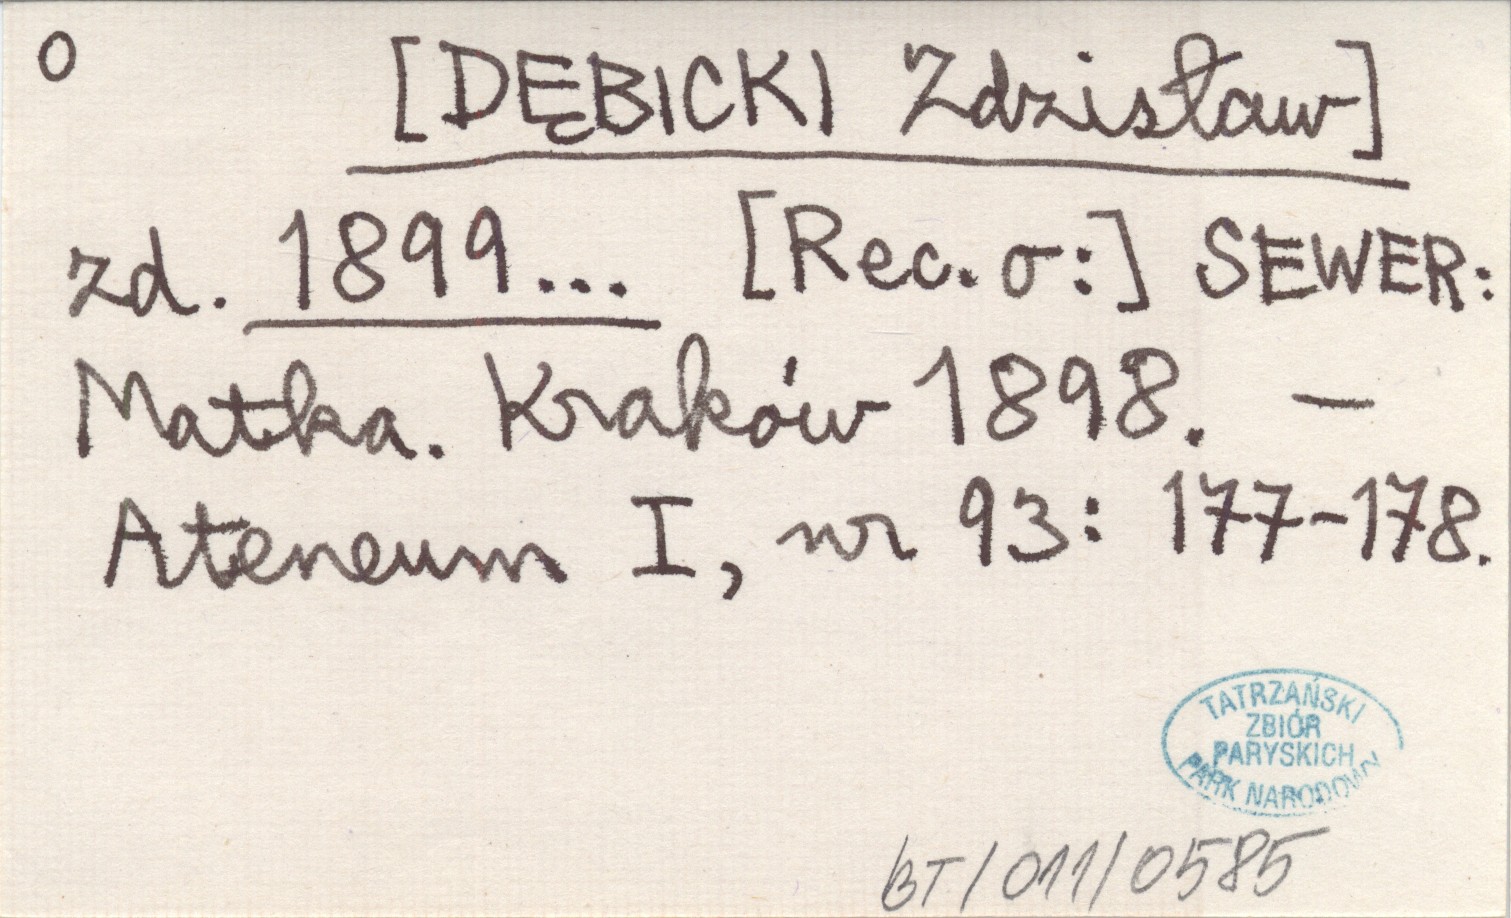 o [DĘBICKI Zdzisław]
zd. 1899... [Rec. o:] SEWER:
Matka. Kraków 1898. —
Ateneum I, nr 93: 177-178.
TATRZAŃSKI
ZBIÓR
PARYSKICH
PARK NARODOWY
BT/011/0585